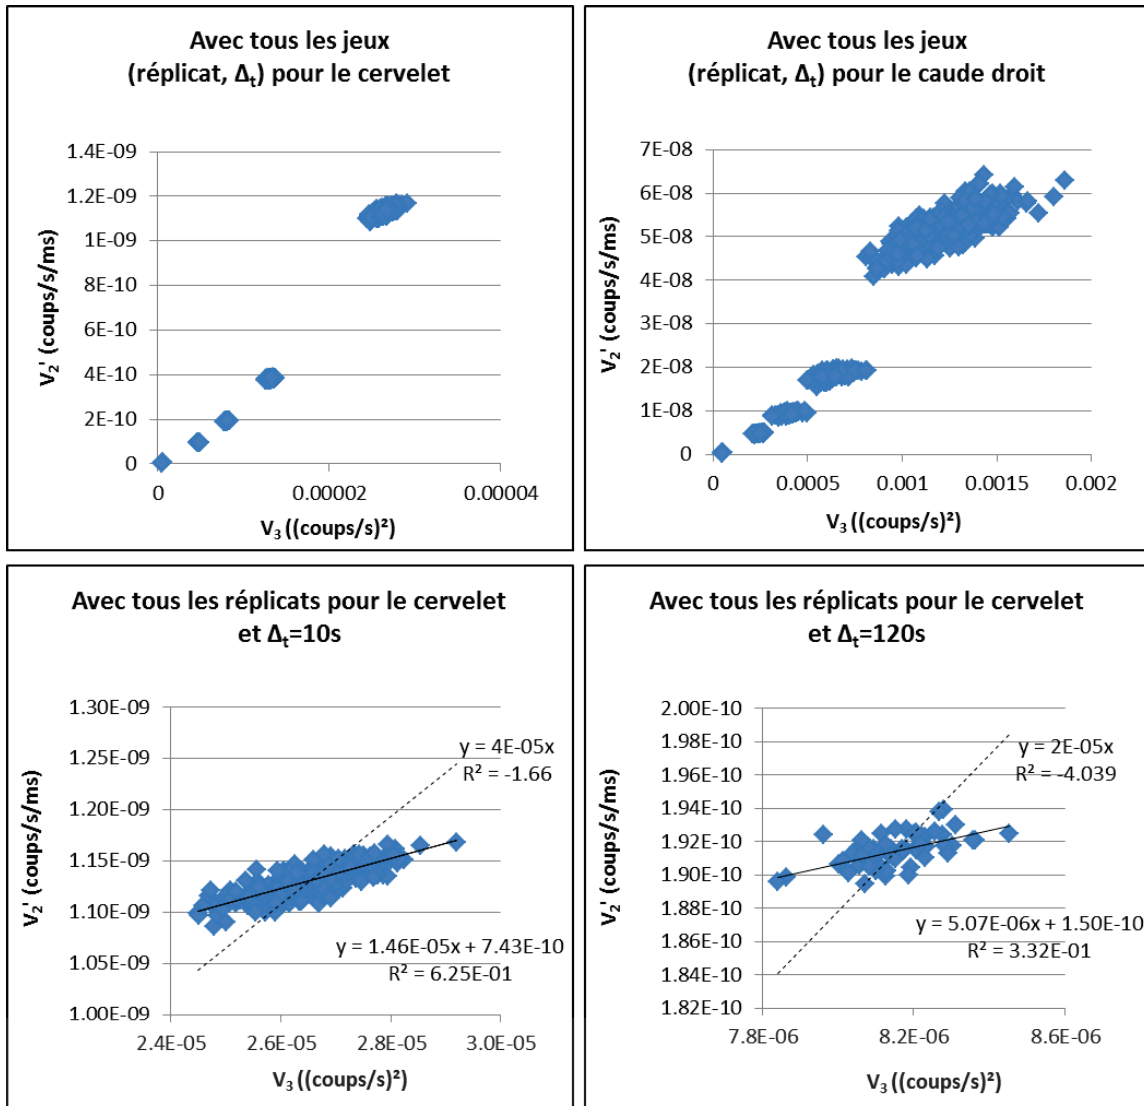 Avec tous les jeux
(réplicat, Δt) pour le cervelet
V2' (coups/s/ms)
1.4E-09
1.2E-09
1E-09
8E-10
6E-10
4E-10
2E-10
0
0
0.00002
0.00004
V3 ((coups/s)²)
Avec tous les jeux
(réplicat, Δt) pour le caude droit
V2' (coups/s/ms)
7E-08
6E-08
5E-08
4E-08
3E-08
2E-08
1E-08
0
0
0.0005
0.001
0.0015
0.002
V3 ((coups/s)²)
Avec tous les réplicats pour le cervelet
et Δt=10s
V2' (coups/s/ms)
1.30E-09
1.25E-09
1.20E-09
1.15E-09
1.10E-09
1.05E-09
1.00E-09
y = 4E-05x
R² = -1.66
y = 1.46E-05x + 7.43E-10
R² = 6.25E-01
2.4E-05
2.6E-05
2.8E-05
3.0E-05
V3 ((coups/s)²)
Avec tous les réplicats pour le cervelet
et Δt=120s
V2' (coups/s/ms)
2.00E-10
1.98E-10
1.96E-10
1.94E-10
1.92E-10
1.90E-10
1.88E-10
1.86E-10
1.84E-10
1.82E-10
y = 2E-05x
R² = -4.039
y = 5.07E-06x + 1.50E-10
R² = 3.32E-01
7.8E-06
8.2E-06
8.6E-06
V3 ((coups/s)²)